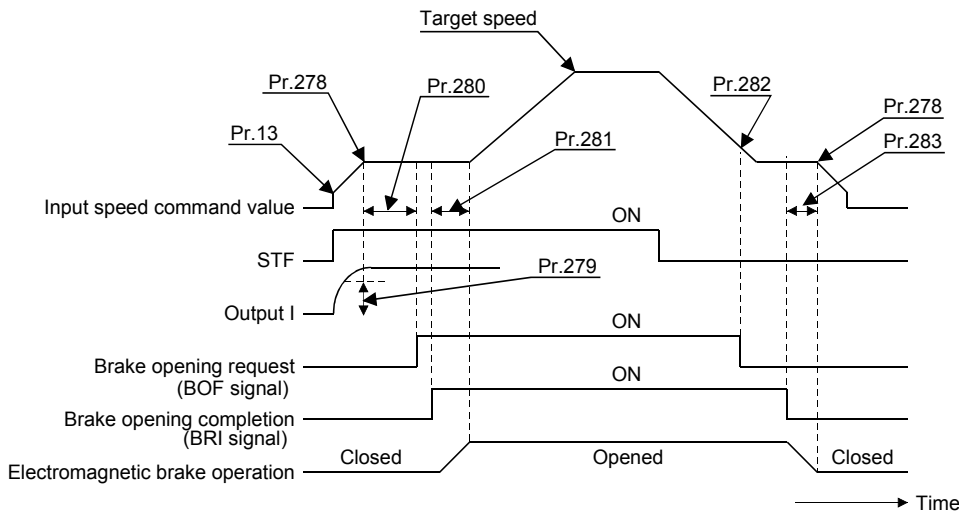 Target speed
Pr.278
Pr.280
Pr.282
Pr.278
Pr.13
Pr.281
Pr.283
Input speed command value
ON
STF
Pr.279
Output I
ON
Brake opening request
(BOF signal)
ON
Brake opening completion
(BRI signal)
Closed
Opened
Closed
Electromagnetic brake operation
Time